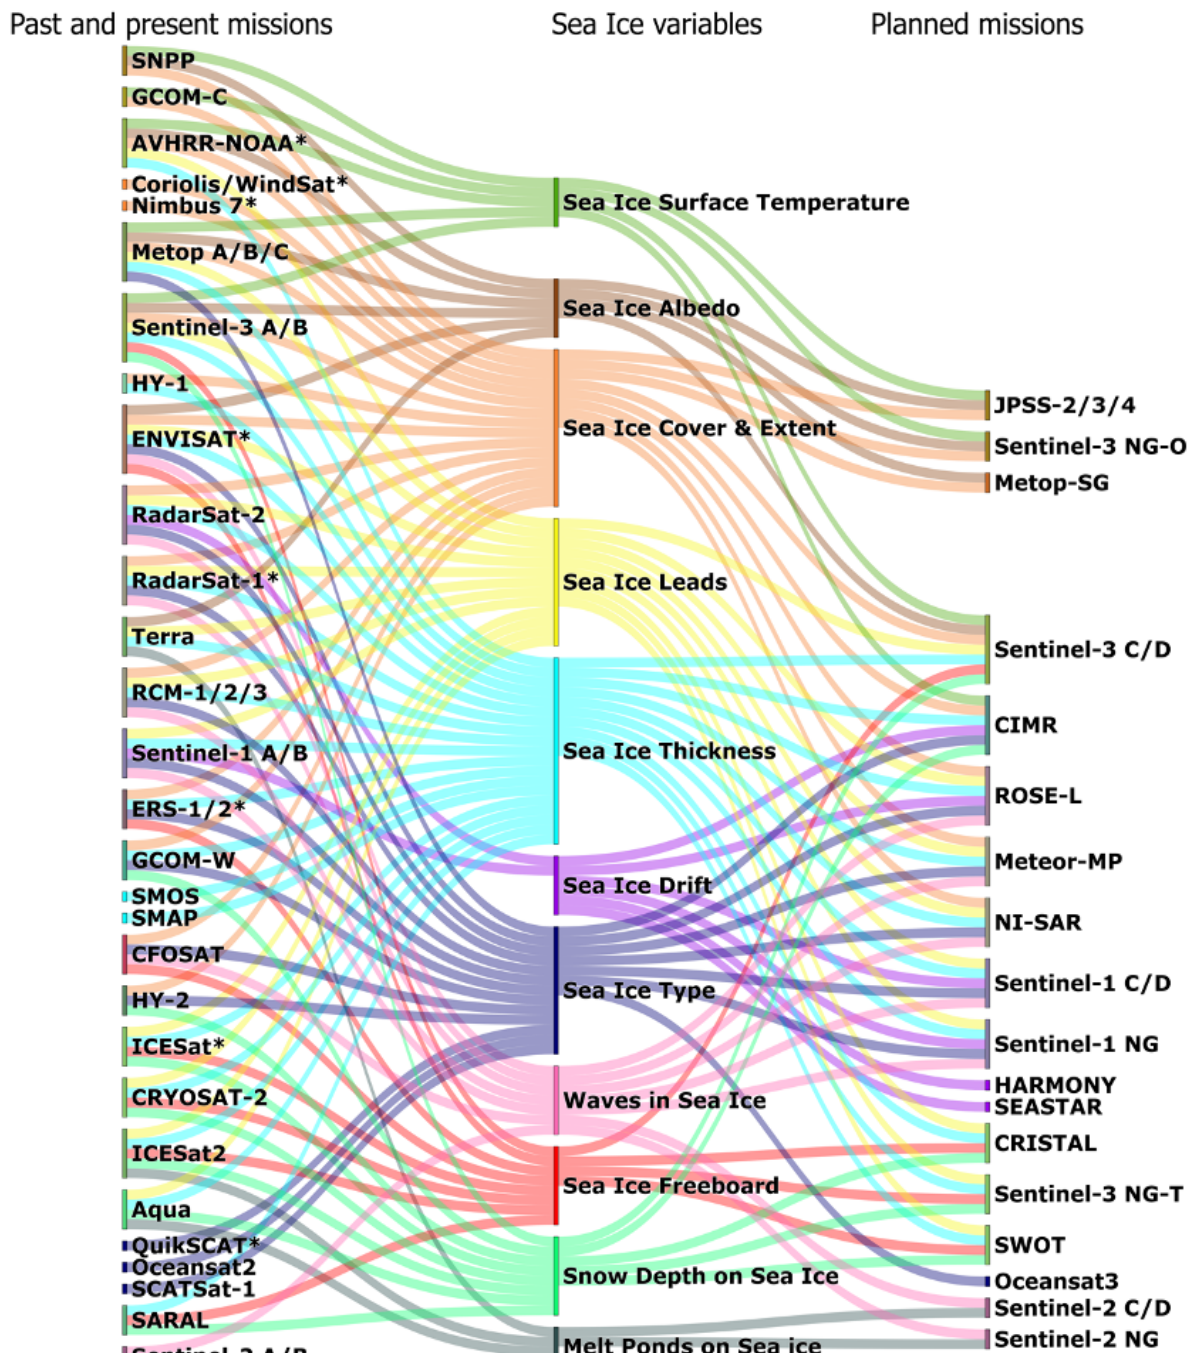 Past and present missions
Sea Ice variables
Planned missions
SNPP
GCOM-C
AVHRR-NOAA*
Coriolis/WindSat*
Nimbus 7*
Metop A/B/C
Sentinel-3 A/B
HY-1
ENVISAT*
RadarSat-2
RadarSat-1*
Terra
RCM-1/2/3
Sentinel-1 A/B
ERS-1/2*
GCOM-W
SMOS
SMAP
CFOSAT
HY-2
ICESat*
CRYOSAT-2
ICESat2
Aqua
QuikSCAT*
Oceansat2
SCATSat-1
SARAL
Sentinel-2 A/B
Sea Ice Surface Temperature
Sea Ice Albedo
Sea Ice Cover & Extent
Sea Ice Leads
Sea Ice Thickness
Sea Ice Drift
Sea Ice Type
Waves in Sea Ice
Sea Ice Freeboard
Snow Depth on Sea Ice
Melt Ponds on Sea ice
JPSS-2/3/4
Sentinel-3 NG-O
Metop-SG
Sentinel-3 C/D
CIMR
ROSE-L
Meteor-MP
NI-SAR
Sentinel-1 C/D
Sentinel-1 NG
HARMONY
SEASTAR
CRISTAL
Sentinel-3 NG-T
SWOT
Oceansat3
Sentinel-2 C/D
Sentinel-2 NG